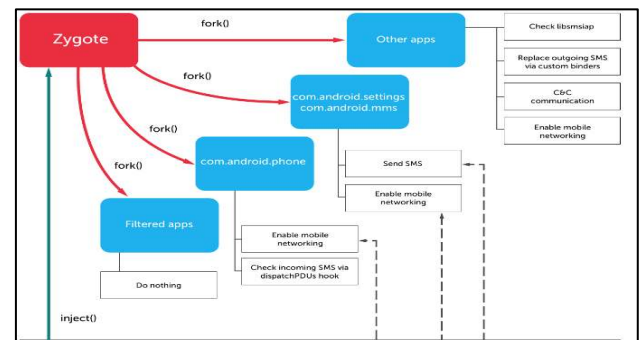 Zygote
fork()
Other apps
Check libsmsiap
Replace outgoing SMS
via custom binders
C&C
communication
Enable mobile
networking
fork()
com.android.settings
com.android.mms
Send SMS
Enable mobile
networking
fork()
com.android.phone
Enable mobile
networking
Check incoming SMS via
dispatchPDUs hook
fork()
Filtered apps
Do nothing
inject()